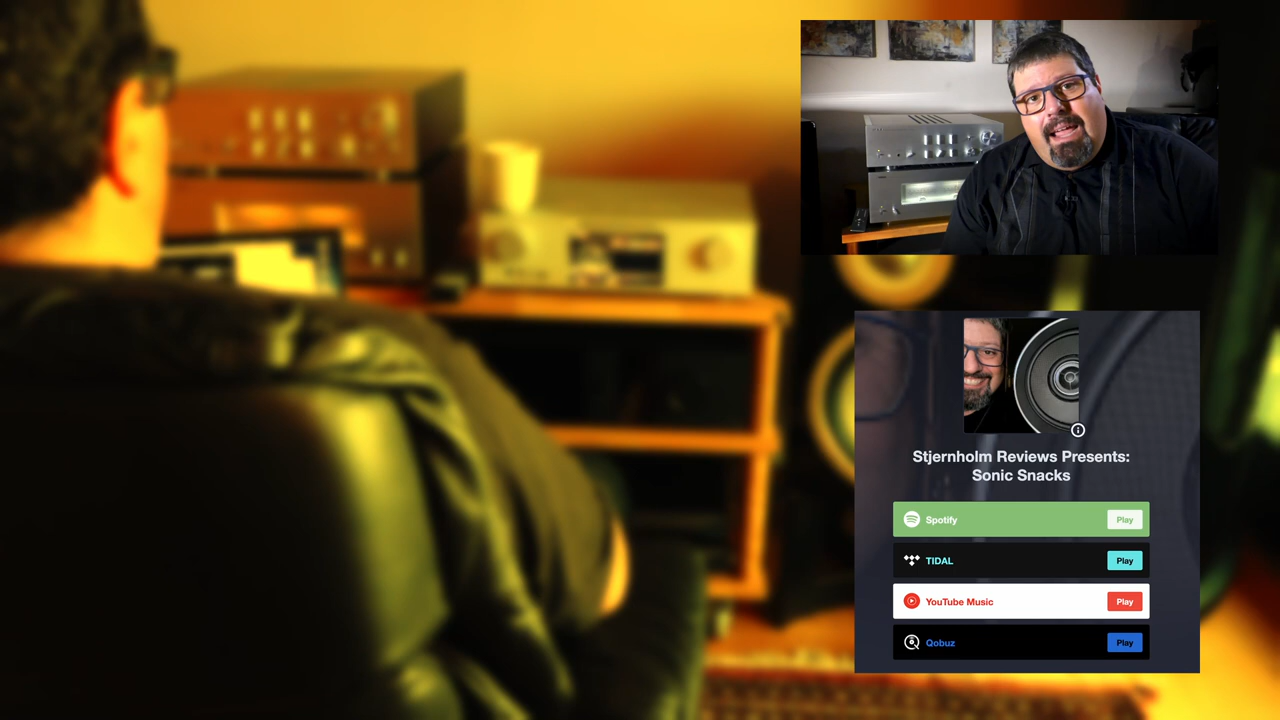 Stjernholm Reviews Presents:
Sonic Snacks
Spotify Play
TIDAL Play
YouTube Music Play
Qobuz Play